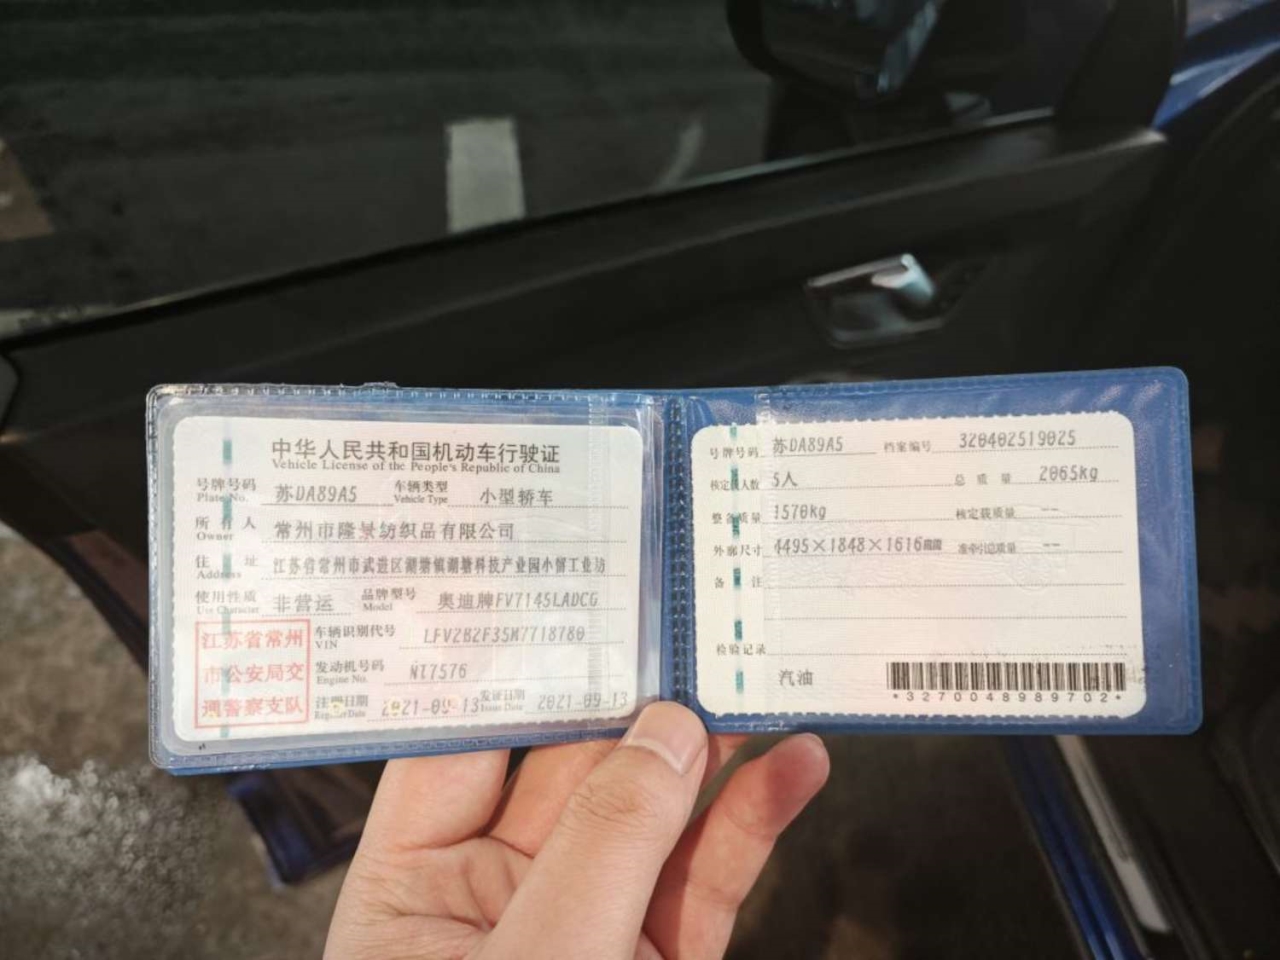 中华人民共和国机动车行驶证
Vehicle License of the People's Republic of China
号牌号码 苏DA89A5 车辆类型 小型轿车
Plate No. Vehicle Type
所有人 常州市隆景纺织品有限公司
Owner
住址 江苏省常州市武进区湖塘镇湖塘科技产业园小留工业坊
Address
使用性质 非营运 品牌型号 奥迪牌FV7145LADCG
Use Character Model
江苏省常州
市公安局交
通警察支队
车辆识别代号 LFV2B2F35M7718780
VIN
发动机号码 N17576
Engine No.
注册日期 2021-09-13 发证日期 2021-09-13
Register Date Issue Date
号牌号码 苏DA89A5 档案编号 320402519025
核定载人数 5人 总质量 2065kg
整备质量 1570kg 核定载质量 --
外廓尺寸 4495×1848×1616mm 准牵引总质量 --
备注
检验记录
汽油
*3270048989702*